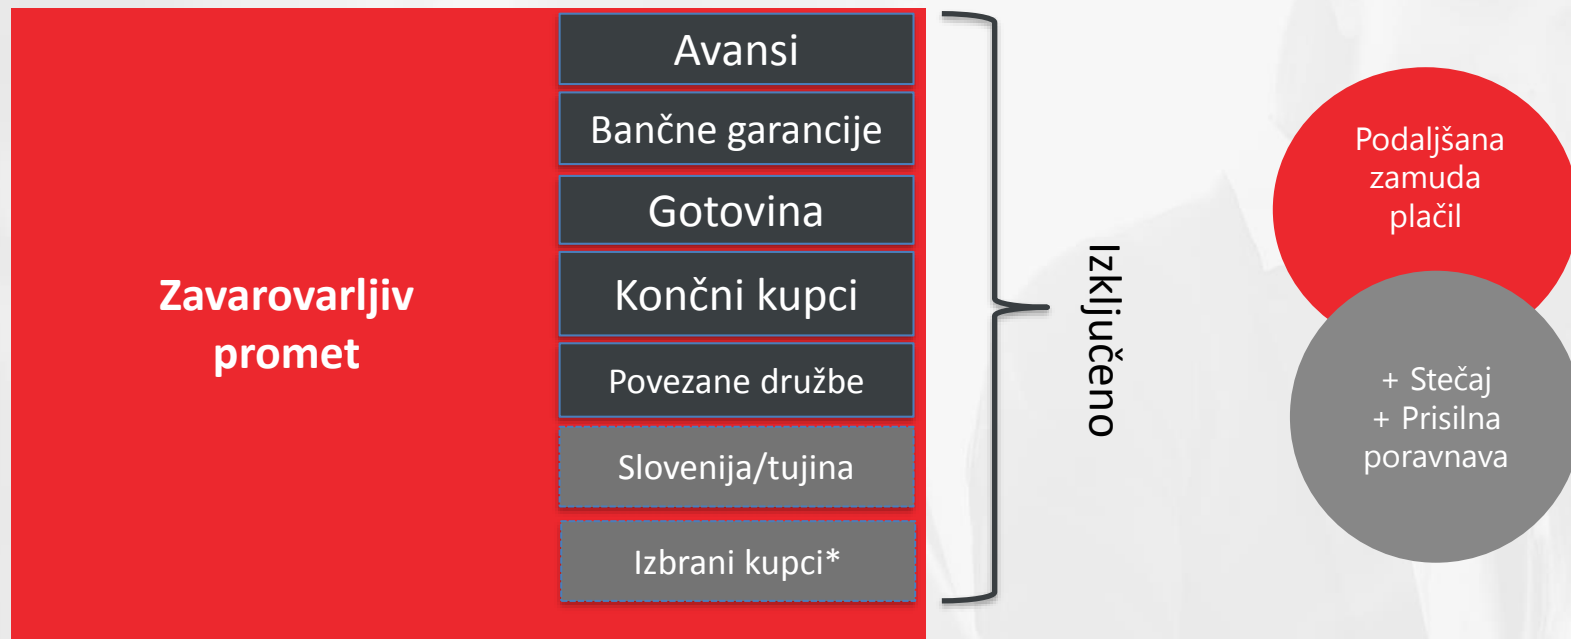 Zavarovarljiv
promet
Avansi
Bančne garancije
Gotovina
Končni kupci
Povezane družbe
Slovenija/tujina
Izbrani kupci*
Izključeno
Podaljšana
zamuda
plačil
+ Stečaj
+ Prisilna
poravnava